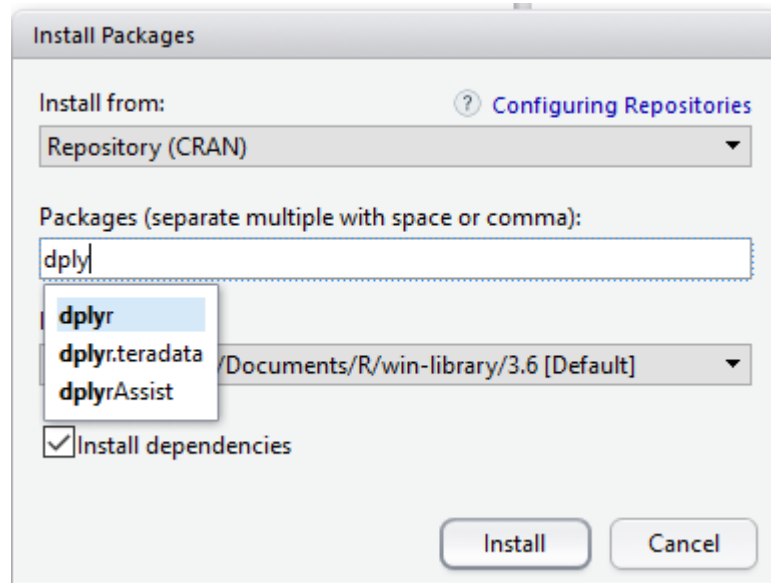 Install Packages
Install from:
? Configuring Repositories
Repository (CRAN)
Packages (separate multiple with space or comma):
dply
dplyr
dplyr.teradata
/Documents/R/win-library/3.6 [Default]
dplyrAssist
Install dependencies
Install Cancel